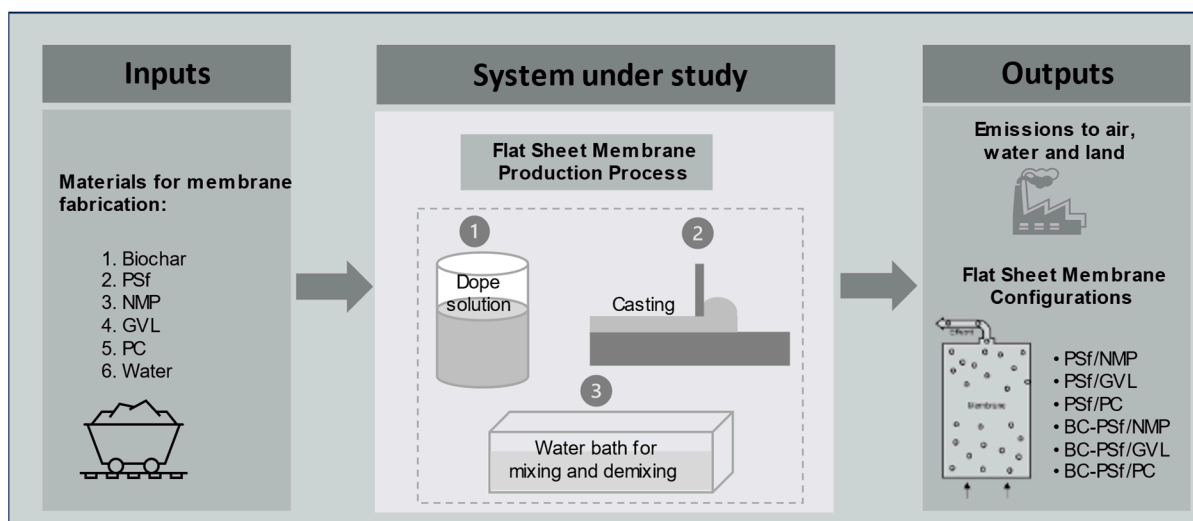 Inputs
Materials for membrane
fabrication:
1. Biochar
2. PSf
3. NMP
4. GVL
5. PC
6. Water
System under study
Flat Sheet Membrane
Production Process
1
Dope
solution
2
Casting
3
Water bath for
mixing and demixing
Outputs
Emissions to air,
water and land
Flat Sheet Membrane
Configurations
Effluent
Membrane
• PSf/NMP
• PSf/GVL
• PSf/PC
• BC-PSf/NMP
• BC-PSf/GVL
• BC-PSf/PC